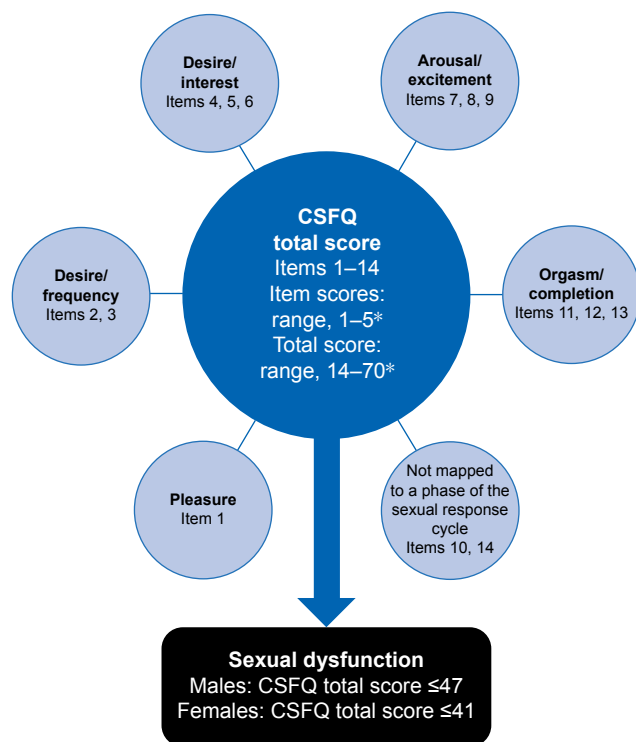 Desire/
interest
Items 4, 5, 6
Arousal/
excitement
Items 7, 8, 9
CSFQ
total score
Items 1–14
Item scores:
range, 1–5*
Total score:
range, 14–70*
Desire/
frequency
Items 2, 3
Orgasm/
completion
Items 11, 12, 13
Pleasure
Item 1
Not mapped
to a phase of the
sexual response
cycle
Items 10, 14
Sexual dysfunction
Males: CSFQ total score ≤47
Females: CSFQ total score ≤41